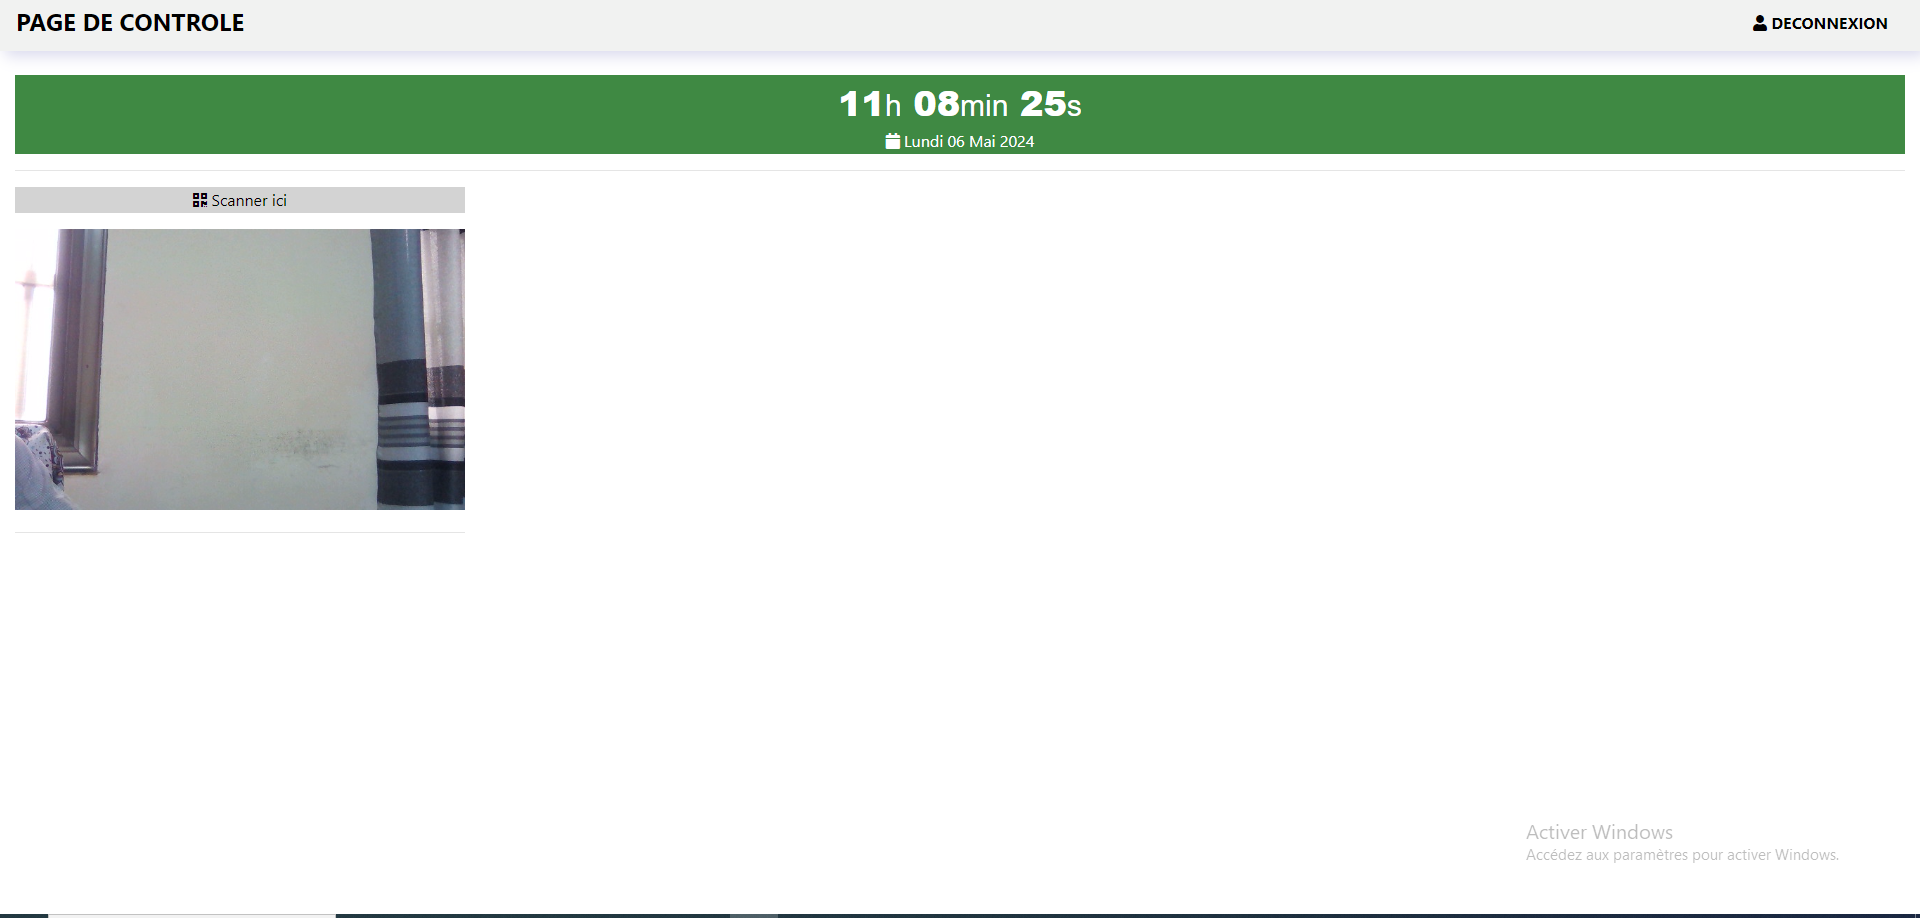 PAGE DE CONTROLE
DECONNEXION
11h 08min 25s
Lundi 06 Mai 2024
Scanner ici
Activer Windows
Accédez aux paramètres pour activer Windows.